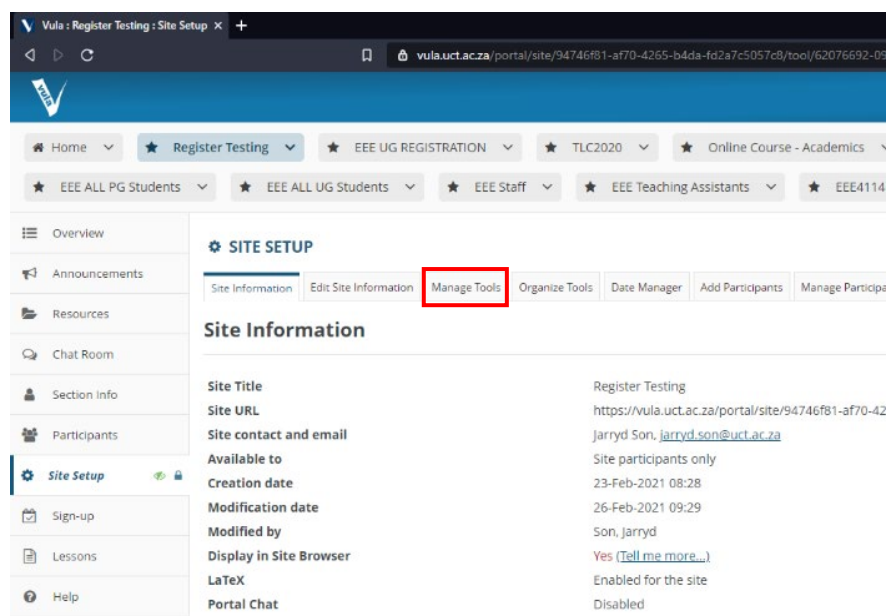 Vula : Register Testing : Site Setup
vula.uct.ac.za/portal/site/94746f81-af70-4265-b4da-fd2a7c5057c8/tool/62076692-09
vula
Home Register Testing EEE UG REGISTRATION TLC2020 Online Course - Academics
EEE ALL PG Students EEE ALL UG Students EEE Staff EEE Teaching Assistants EEE4114
Overview
Announcements
Resources
Chat Room
Section Info
Participants
Site Setup
Sign-up
Lessons
Help
SITE SETUP
Site Information Edit Site Information Manage Tools Organize Tools Date Manager Add Participants Manage Participa
Site Information
Site Title Register Testing
Site URL https://vula.uct.ac.za/portal/site/94746f81-af70-42
Site contact and email Jarryd Son, jarryd.son@uct.ac.za
Available to Site participants only
Creation date 23-Feb-2021 08:28
Modification date 26-Feb-2021 09:29
Modified by Son, Jarryd
Display in Site Browser Yes (Tell me more...)
LaTeX Enabled for the site
Portal Chat Disabled